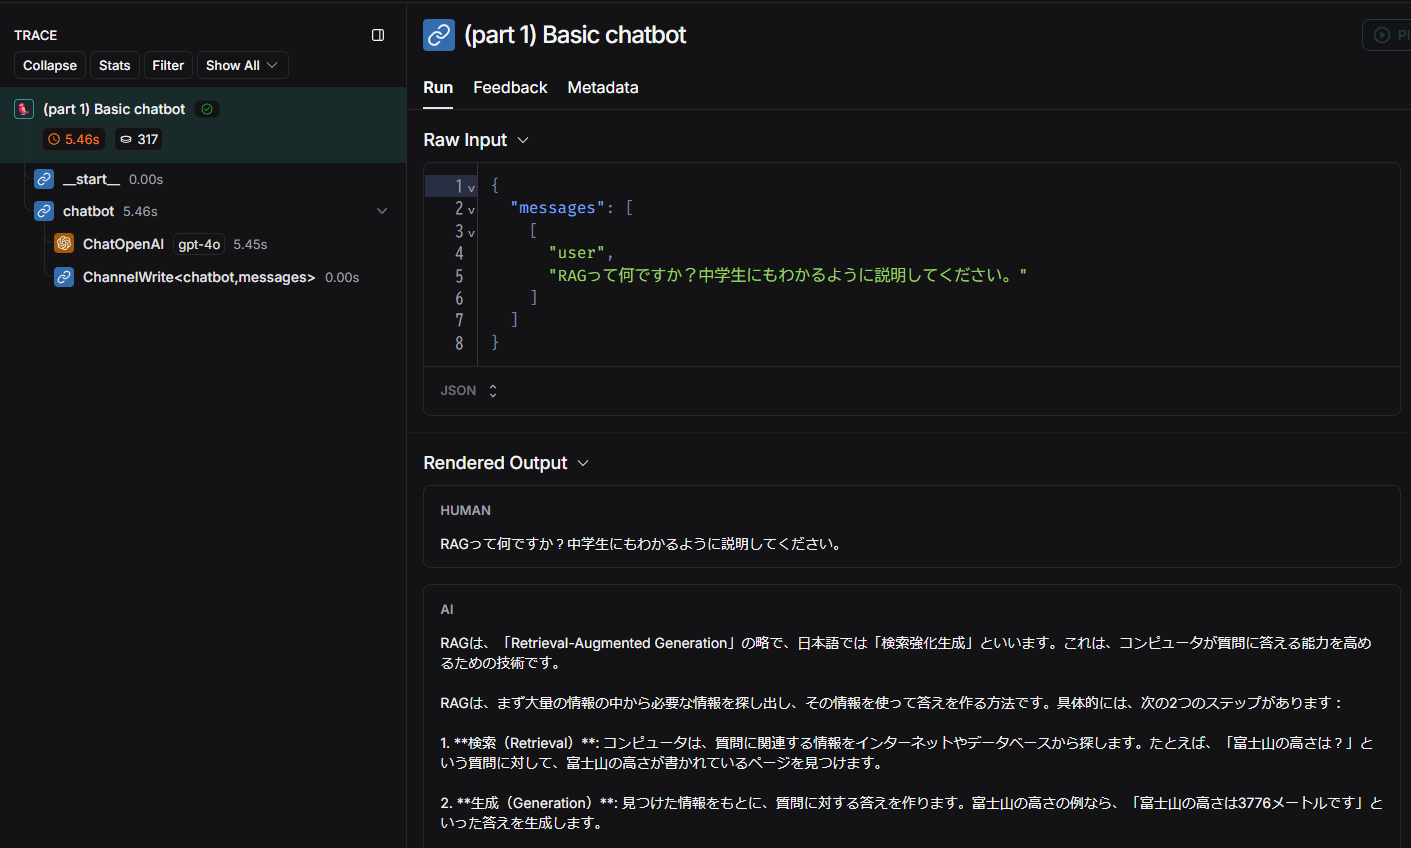 TRACE
Collapse Stats Filter Show All
(part 1) Basic chatbot
5.46s 317
__start__ 0.00s
chatbot 5.46s
ChatOpenAI gpt-4o 5.45s
ChannelWrite<chatbot,messages> 0.00s
(part 1) Basic chatbot
Run Feedback Metadata
Raw Input
1 {
2 "messages": [
3 [
4 "user",
5 "RAGって何ですか？中学生にもわかるように説明してください。"
6 ]
7 ]
8 }
JSON
Rendered Output
HUMAN
RAGって何ですか？中学生にもわかるように説明してください。
AI
RAGは、「Retrieval-Augmented Generation」の略で、日本語では「検索強化生成」といいます。これは、コンピュータが質問に答える能力を高め
るための技術です。
RAGは、まず大量の情報の中から必要な情報を探し出し、その情報を使って答えを作る方法です。具体的には、次の2つのステップがあります：
1. **検索（Retrieval）**: コンピュータは、質問に関連する情報をインターネットやデータベースから探します。たとえば、「富士山の高さは？」と
いう質問に対して、富士山の高さが書かれているページを見つけます。
2. **生成（Generation）**: 見つけた情報をもとに、質問に対する答えを作ります。富士山の高さの例なら、「富士山の高さは3776メートルです」と
いった答えを生成します。